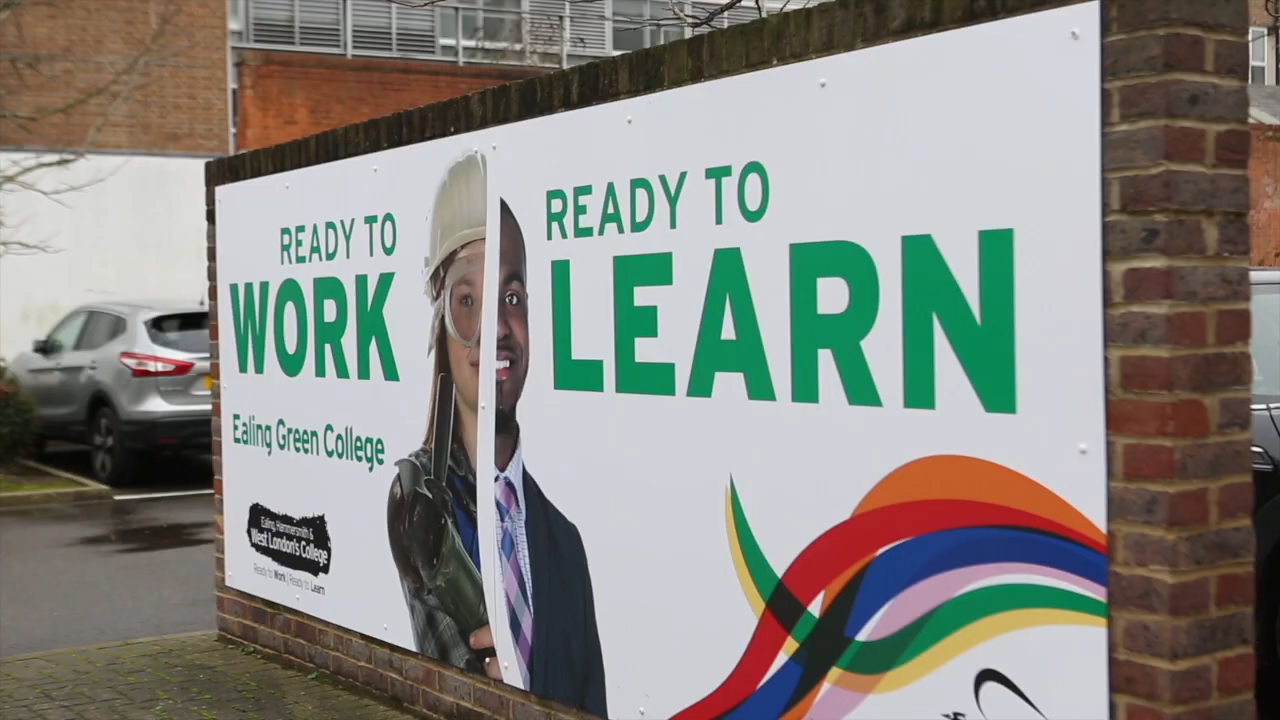 READY TO
WORK
Ealing Green College
Ealing, Hammersmith &
West London's College
Ready to Work | Ready to Learn
READY TO
LEARN